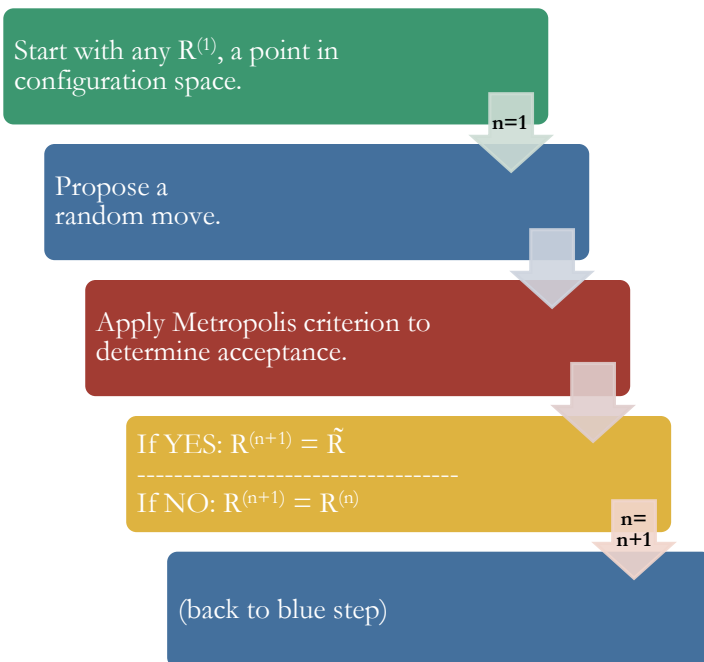 Start with any R⁽¹⁾, a point in
configuration space.
n=1
Propose a
random move.
Apply Metropolis criterion to
determine acceptance.
If YES: R⁽ⁿ⁺¹⁾ = R̃
-----------------------------------
If NO: R⁽ⁿ⁺¹⁾ = R⁽ⁿ⁾
n=
n+1
(back to blue step)